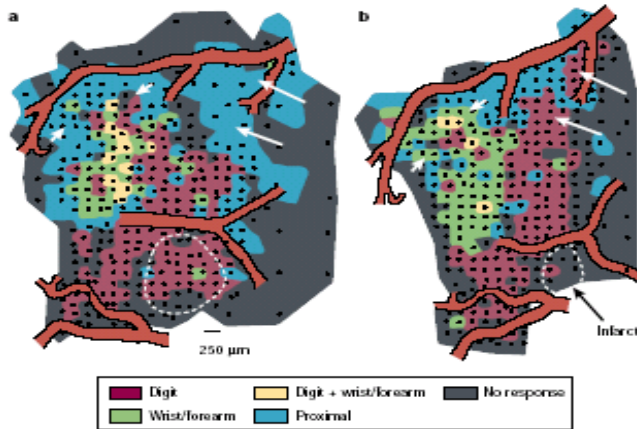 a
b
250 µm
Infarct
Digit
Digit + wrist/forearm
No response
Wrist/forearm
Proximal